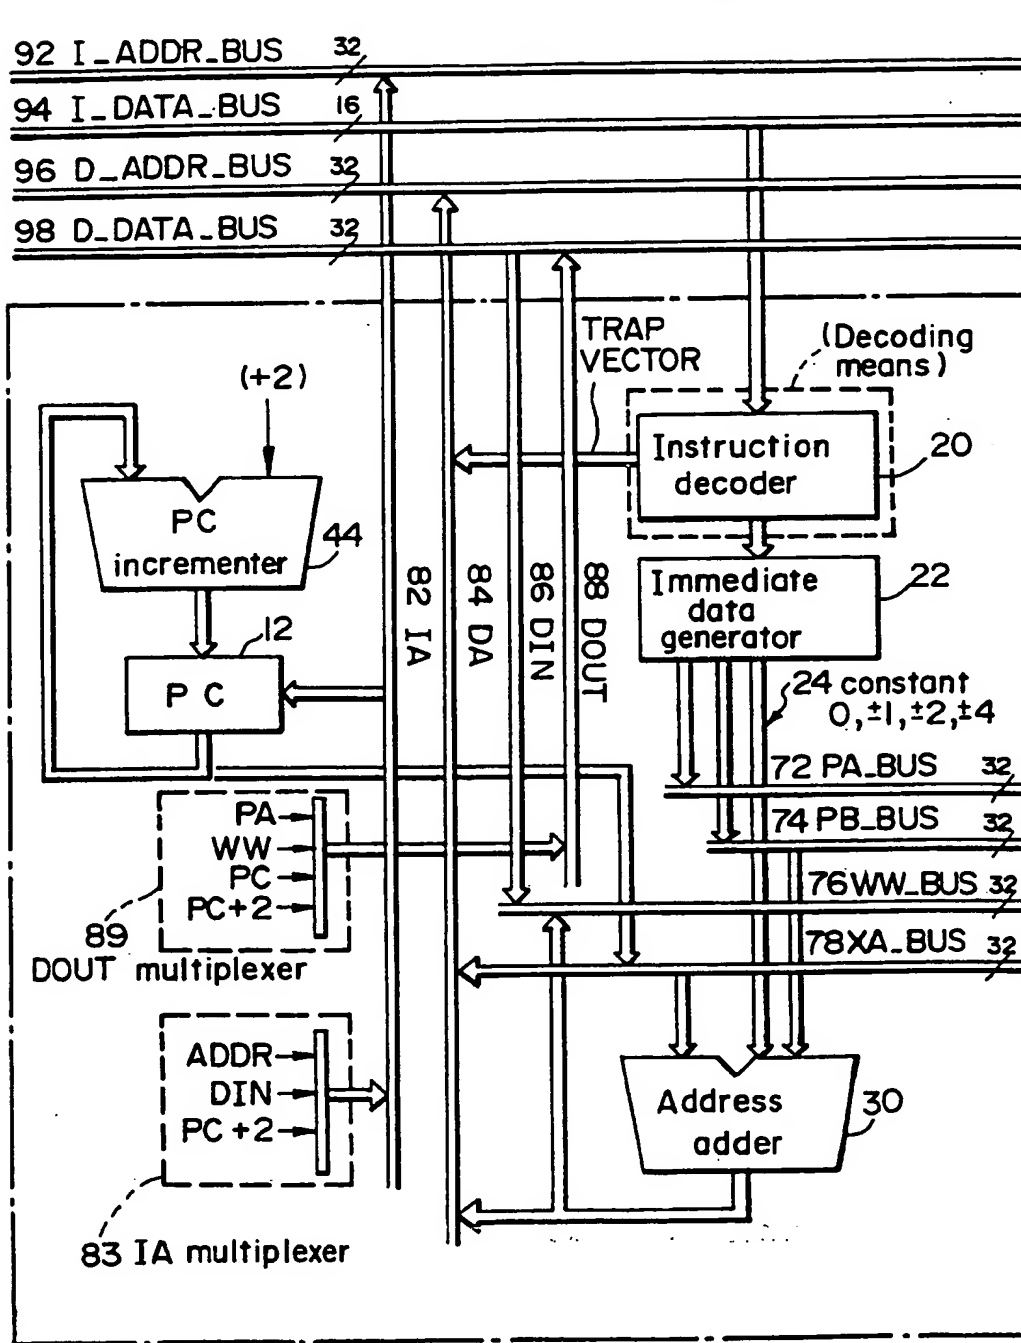 92 I_ADDR_BUS 32
94 I_DATA_BUS 16
96 D_ADDR_BUS 32
98 D_DATA_BUS 32
TRAP
VECTOR
(Decoding
means)
(+2)
Instruction
decoder
20
PC
incrementer
44
Immediate
data
generator
22
82 IA
84 DA
86 DIN
88 DOUT
12
PC
24 constant
0,±1,±2,±4
72 PA_BUS 32
74 PB_BUS 32
76 WW_BUS 32
78 XA_BUS 32
PA
WW
PC
PC+2
89
DOUT multiplexer
ADDR
DIN
PC+2
83 IA multiplexer
Address
adder
30